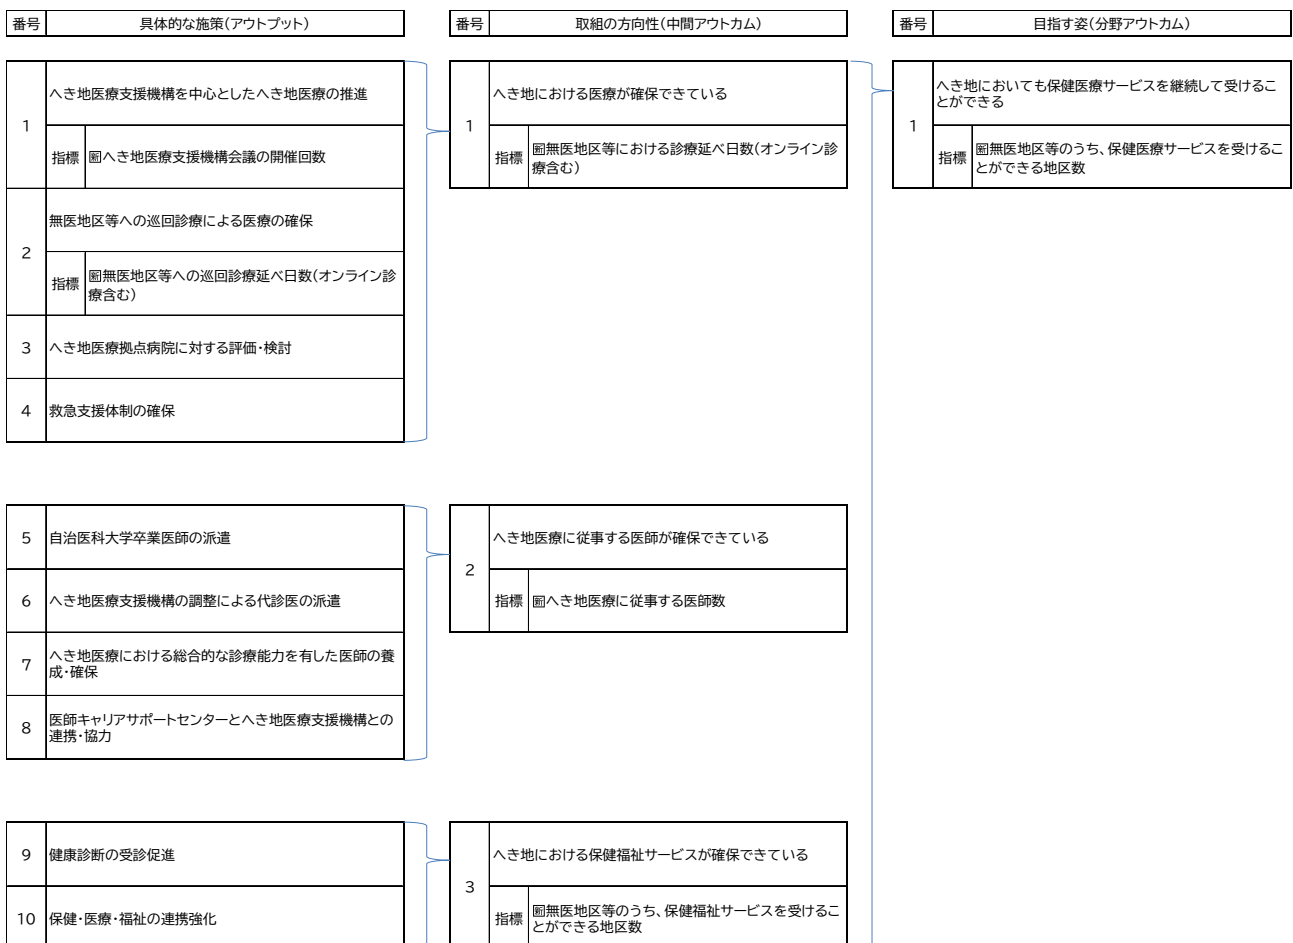 番号 具体的な施策(アウトプット)
番号 取組の方向性(中間アウトカム)
番号 目指す姿(分野アウトカム)
1 へき地医療支援機構を中心としたへき地医療の推進
指標 圏へき地医療支援機構会議の開催回数
2 無医地区等への巡回診療による医療の確保
指標 圏無医地区等への巡回診療延べ日数(オンライン診
療含む)
3 へき地医療拠点病院に対する評価・検討
4 救急支援体制の確保
1 へき地における医療が確保できている
指標 圏無医地区等における診療延べ日数(オンライン診
療含む)
1 へき地においても保健医療サービスを継続して受けるこ
とができる
指標 圏無医地区等のうち、保健医療サービスを受けるこ
とができる地区数
5 自治医科大学卒業医師の派遣
6 へき地医療支援機構の調整による代診医の派遣
7 へき地医療における総合的な診療能力を有した医師の養
成・確保
8 医師キャリアサポートセンターとへき地医療支援機構との
連携・協力
2 へき地医療に従事する医師が確保できている
指標 圏へき地医療に従事する医師数
9 健康診断の受診促進
10 保健・医療・福祉の連携強化
3 へき地における保健福祉サービスが確保できている
指標 圏無医地区等のうち、保健福祉サービスを受けるこ
とができる地区数